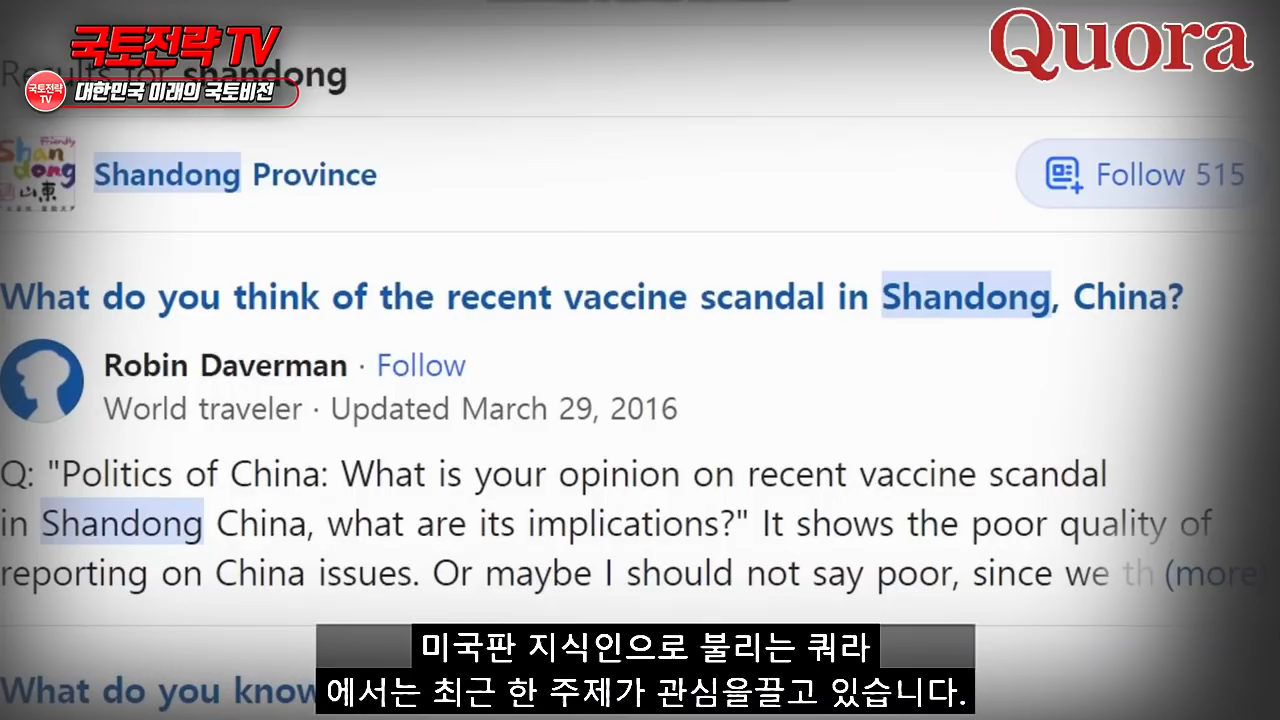 국토전략 TV
Quora
Results for shandong
국토전략 TV
대한민국 미래의 국토비전
Friendly
Shan
dong
山東
Shandong Province
Follow 515
What do you think of the recent vaccine scandal in Shandong, China?
Robin Daverman · Follow
World traveler · Updated March 29, 2016
Q: "Politics of China: What is your opinion on recent vaccine scandal
in Shandong China, what are its implications?" It shows the poor quality of
reporting on China issues. Or maybe I should not say poor, since we th (more)
미국판 지식인으로 불리는 쿼라
What do you know
에서는 최근 한 주제가 관심을끌고 있습니다.